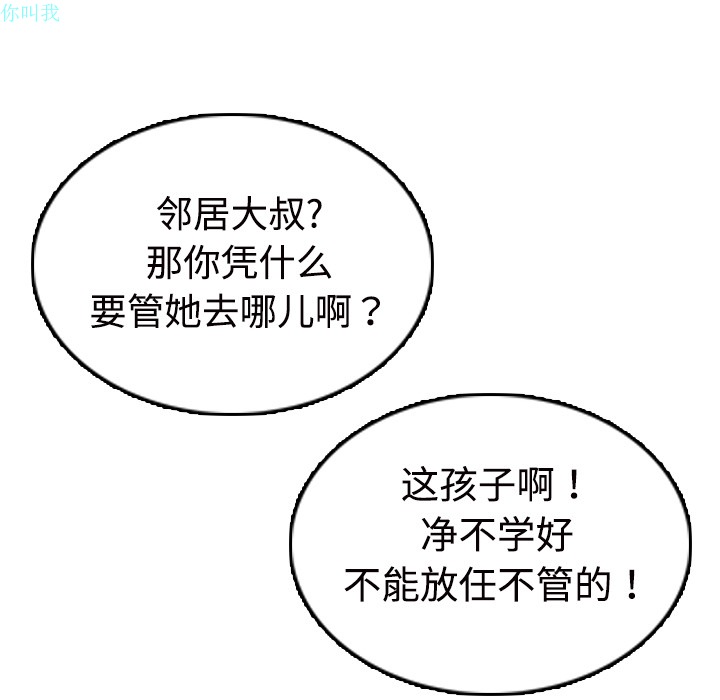 你叫我
邻居大叔?
那你凭什么
要管她去哪儿啊？
这孩子啊！
净不学好
不能放任不管的！